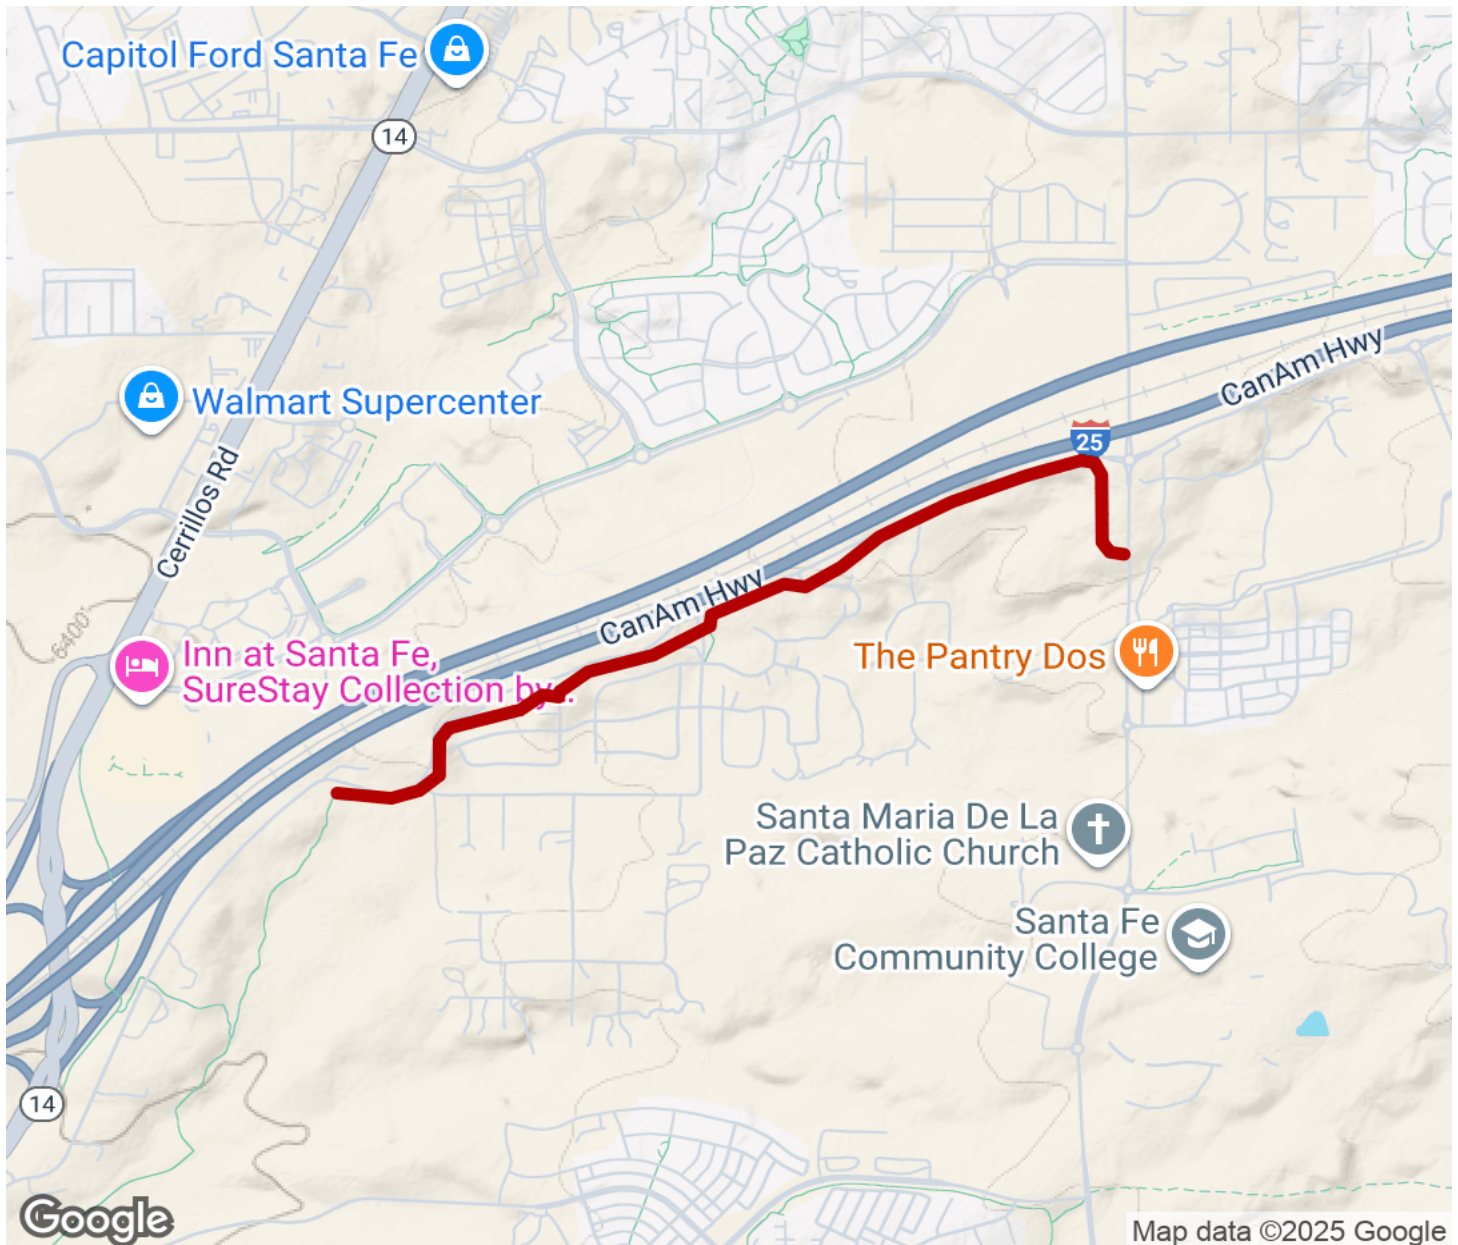 Capitol Ford Santa Fe
14
CanAm Hwy
Walmart Supercenter
25
Cerrillos Rd
CanAm Hwy
6400'
Inn at Santa Fe,
SureStay Collection by...
The Pantry Dos
Santa Maria De La
Paz Catholic Church
Santa Fe
Community College
14
Google
Map data ©2025 Google